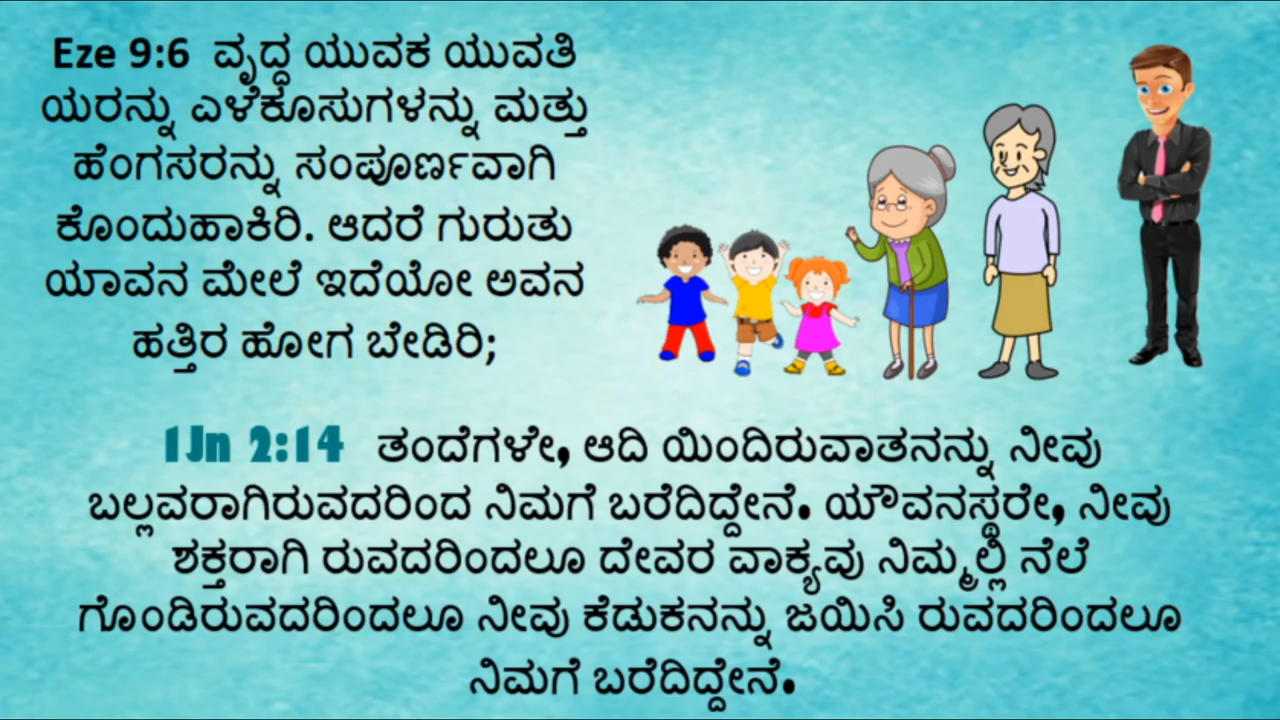 Eze 9:6 ವೃದ್ಧ ಯುವಕ ಯುವತಿ
ಯರನ್ನು ಎಳೆಕೂಸುಗಳನ್ನು ಮತ್ತು
ಹೆಂಗಸರನ್ನು ಸಂಪೂರ್ಣವಾಗಿ
ಕೊಂದುಹಾಕಿರಿ. ಆದರೆ ಗುರುತು
ಯಾವನ ಮೇಲೆ ಇದೆಯೋ ಅವನ
ಹತ್ತಿರ ಹೋಗ ಬೇಡಿರಿ;
1Jn 2:14 ತಂದೆಗಳೇ, ಆದಿ ಯಿಂದಿರುವಾತನನ್ನು ನೀವು
ಬಲ್ಲವರಾಗಿರುವದರಿಂದ ನಿಮಗೆ ಬರೆದಿದ್ದೇನೆ. ಯೌವನಸ್ಥರೇ, ನೀವು
ಶಕ್ತರಾಗಿ ರುವದರಿಂದಲೂ ದೇವರ ವಾಕ್ಯವು ನಿಮ್ಮಲ್ಲಿ ನೆಲೆ
ಗೊಂಡಿರುವದರಿಂದಲೂ ನೀವು ಕೆಡುಕನನ್ನು ಜಯಿಸಿ ರುವದರಿಂದಲೂ
ನಿಮಗೆ ಬರೆದಿದ್ದೇನೆ.